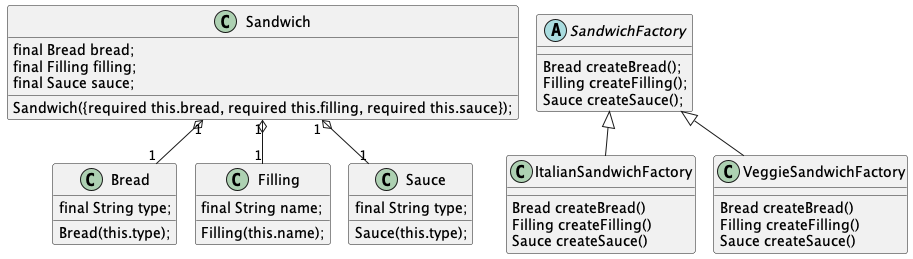 C Sandwich
final Bread bread;
final Filling filling;
final Sauce sauce;
Sandwich({required this.bread, required this.filling, required this.sauce});
A SandwichFactory
Bread createBread();
Filling createFilling();
Sauce createSauce();
1 1 1
1 1 1
C Bread
final String type;
Bread(this.type);
C Filling
final String name;
Filling(this.name);
C Sauce
final String type;
Sauce(this.type);
C ItalianSandwichFactory
Bread createBread()
Filling createFilling()
Sauce createSauce()
C VeggieSandwichFactory
Bread createBread()
Filling createFilling()
Sauce createSauce()